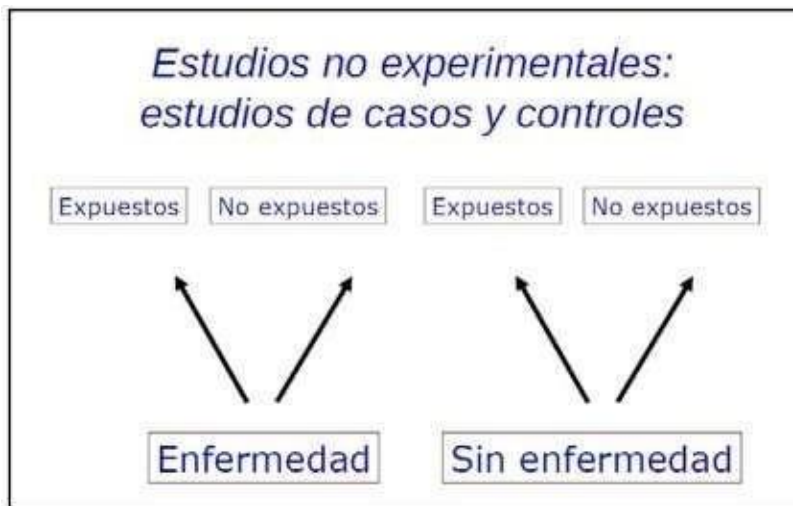 Estudios no experimentales:
estudios de casos y controles
Expuestos No expuestos Expuestos No expuestos
Enfermedad Sin enfermedad